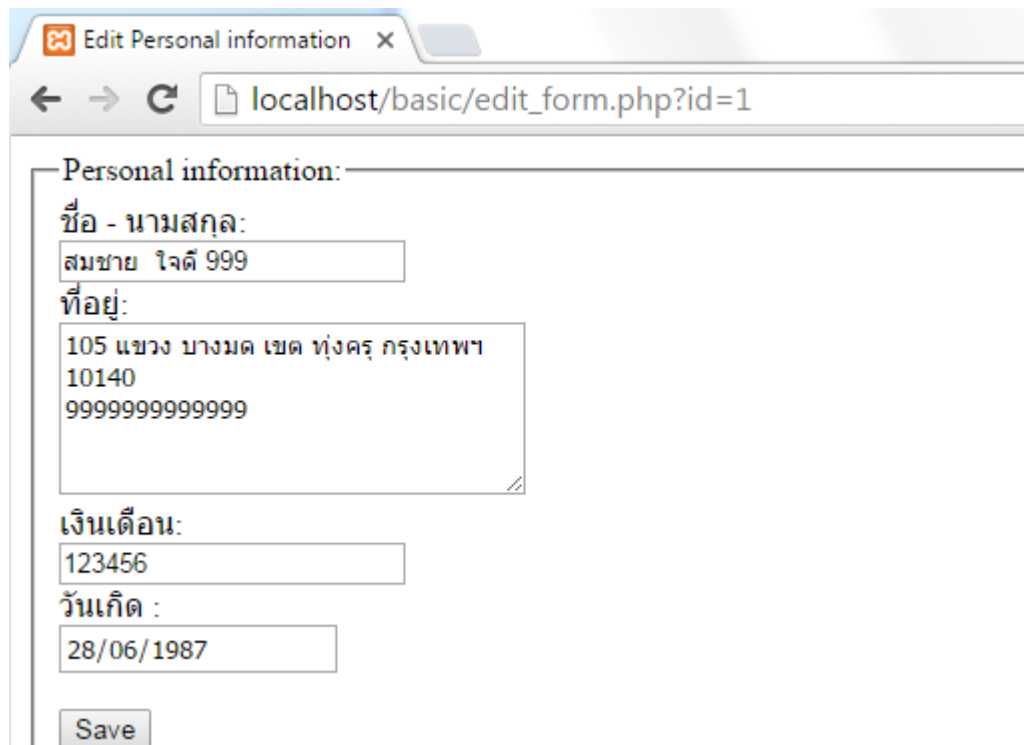 Edit Personal information
localhost/basic/edit_form.php?id=1
Personal information:
ชื่อ - นามสกุล:
สมชาย ใจดี 999
ที่อยู่:
105 แขวง บางมด เขต ทุ่งครุ กรุงเทพฯ
10140
9999999999999
เงินเดือน:
123456
วันเกิด :
28/06/1987
Save